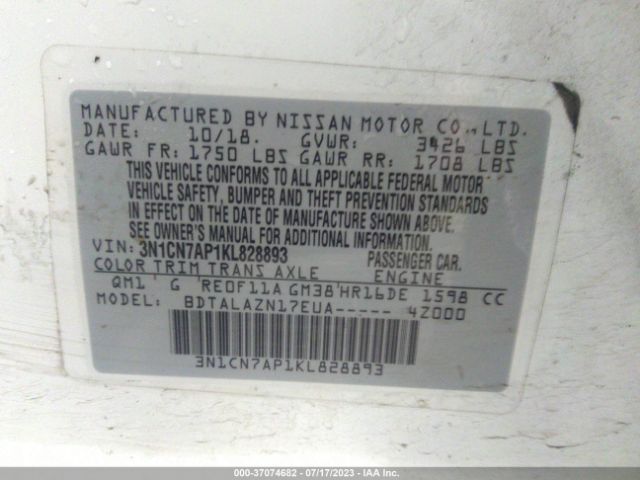 MANUFACTURED BY NISSAN MOTOR CO., LTD.
DATE: 10/18. GVWR: 3426 LBS
GAWR FR: 1750 LBS GAWR RR: 1708 LBS
THIS VEHICLE CONFORMS TO ALL APPLICABLE FEDERAL MOTOR
VEHICLE SAFETY, BUMPER AND THEFT PREVENTION STANDARDS
IN EFFECT ON THE DATE OF MANUFACTURE SHOWN ABOVE.
SEE OWNER'S MANUAL FOR ADDITIONAL INFORMATION.
VIN: 3N1CN7AP1KL828893 PASSENGER CAR.
COLOR TRIM TRANS AXLE ENGINE
QM1 G RE0F11A GM38 HR16DE 1598 CC
MODEL: BDTALAZN17EUA----- 4Z000
3N1CN7AP1KL828893
000-37074682 - 07/17/2023 - IAA Inc.